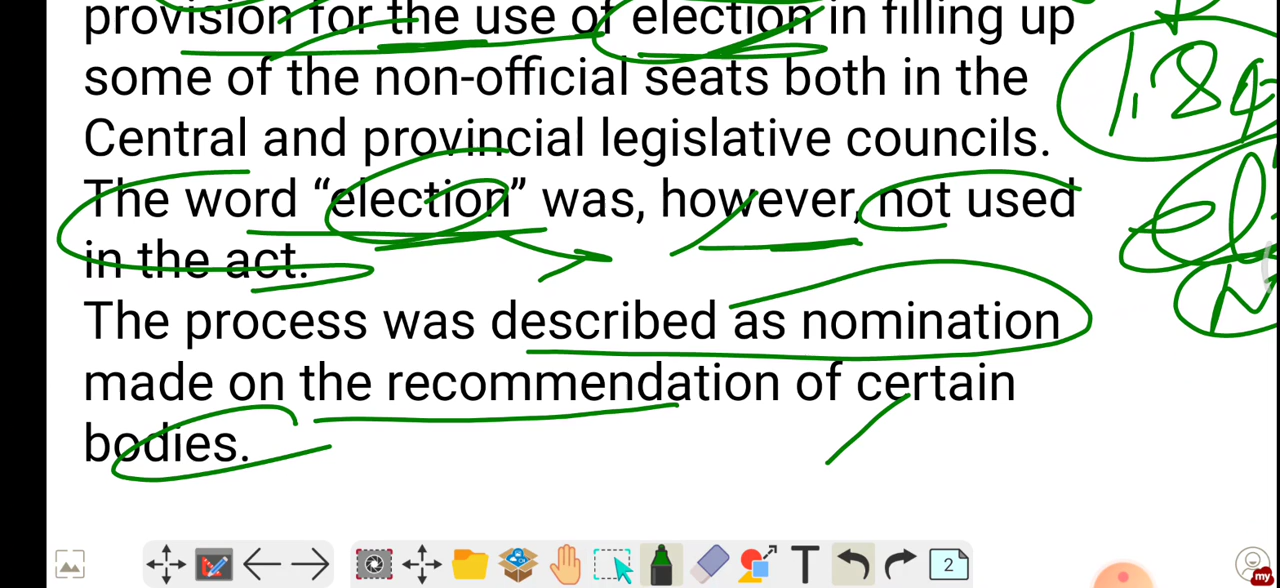 provision for the use of election in filling up
some of the non-official seats both in the
Central and provincial legislative councils.
The word “election” was, however, not used
in the act.
The process was described as nomination
made on the recommendation of certain
bodies.
T
2
my